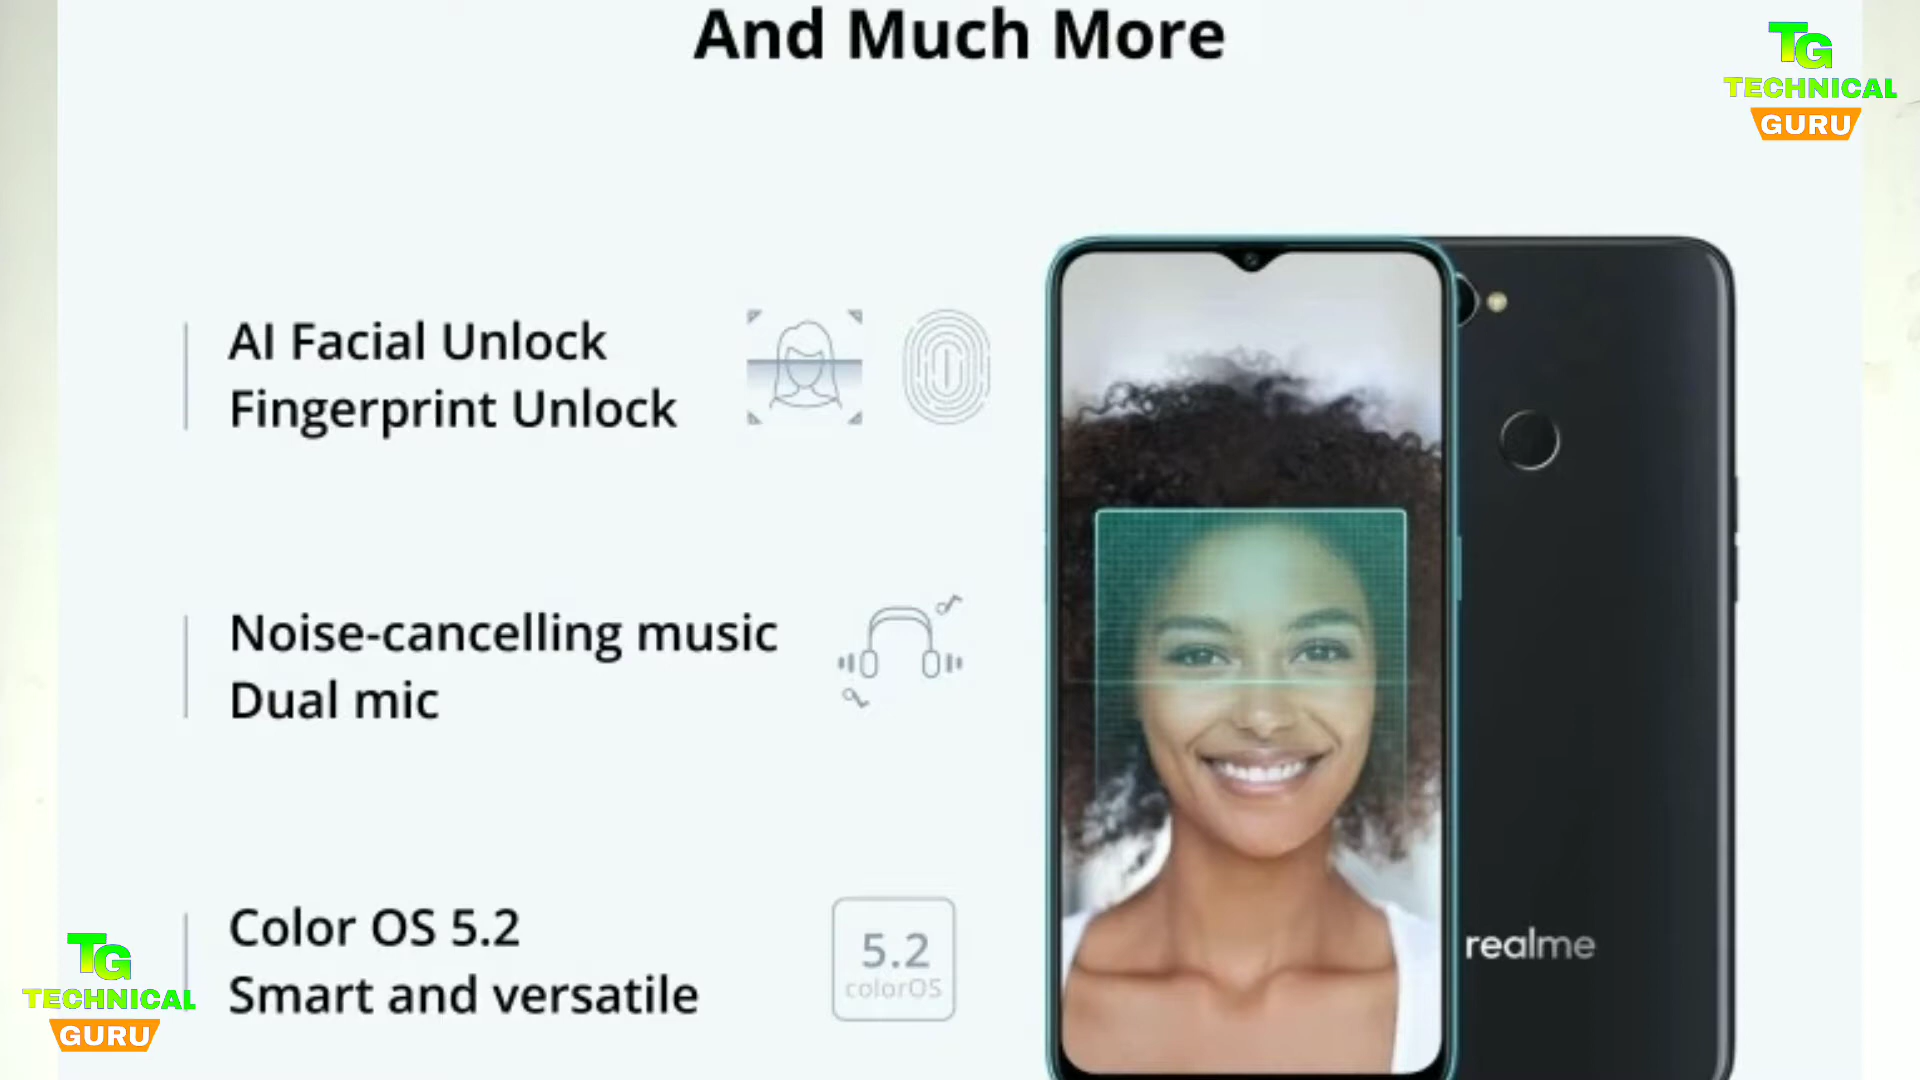 And Much More
TG
TECHNICAL
GURU
AI Facial Unlock
Fingerprint Unlock
Noise-cancelling music
Dual mic
Color OS 5.2
Smart and versatile
5.2
colorOS
realme
TG
TECHNICAL
GURU